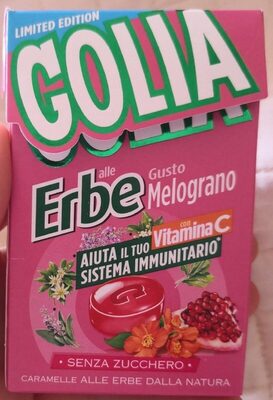 LIMITED EDITION
GOLIA
alle
Erbe
Gusto
Melograno
con
Vitamina C
AIUTA IL TUO
SISTEMA IMMUNITARIO*
G
• SENZA ZUCCHERO •
CARAMELLE ALLE ERBE DALLA NATURA